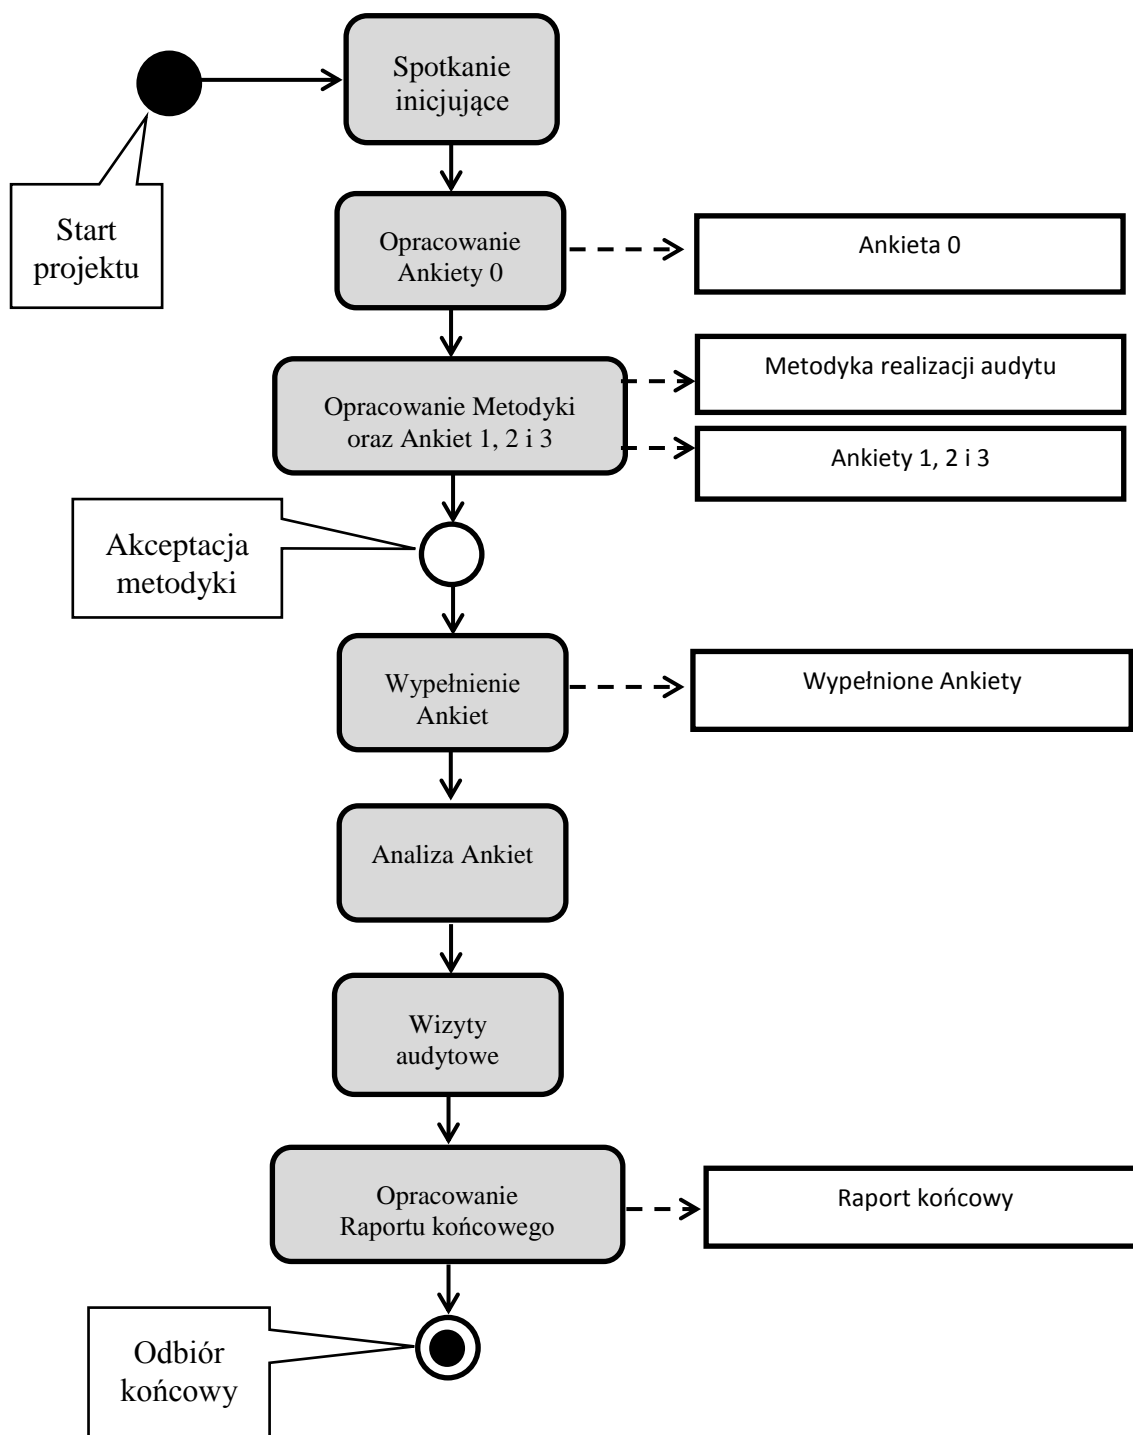 Spotkanie
inicjujące
Start
projektu
Opracowanie
Ankiety 0
Ankieta 0
Opracowanie Metodyki
oraz Ankiet 1, 2 i 3
Metodyka realizacji audytu
Ankiety 1, 2 i 3
Akceptacja
metodyki
Wypełnienie
Ankiet
Wypełnione Ankiety
Analiza Ankiet
Wizyty
audytowe
Opracowanie
Raportu końcowego
Raport końcowy
Odbiór
końcowy